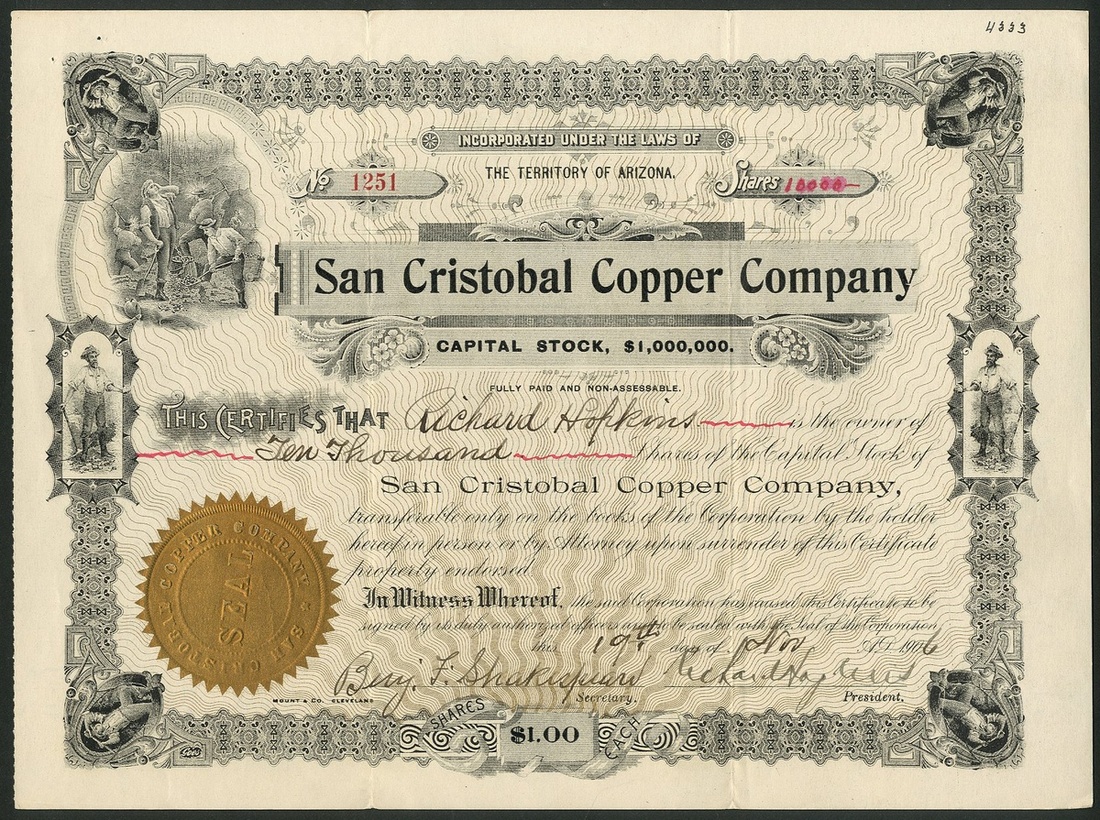 4333
INCORPORATED UNDER THE LAWS OF
THE TERRITORY OF ARIZONA.
No 1251
Shares 10000
San Cristobal Copper Company
CAPITAL STOCK, $1,000,000.
FULLY PAID AND NON-ASSESSABLE.
THIS CERTIFIES THAT Richard Hopkins is the owner of
Ten Thousand Shares of the Capital Stock of
San Cristobal Copper Company,
transferable only on the books of the Corporation by the holder
hereof in person or by Attorney upon surrender of this Certificate
properly endorsed.
In Witness Whereof, the said Corporation has caused this Certificate to be
signed by its duly authorized officers and to be sealed with the Seal of the Corporation
this 19th day of Nov A.D. 1906
Benj. F. Shakespeare Richard Hopkins
Secretary. President.
MOUNT & CO. CLEVELAND
SAN CRISTOBAL COPPER COMPANY
SEAL
SHARES $1.00 EACH